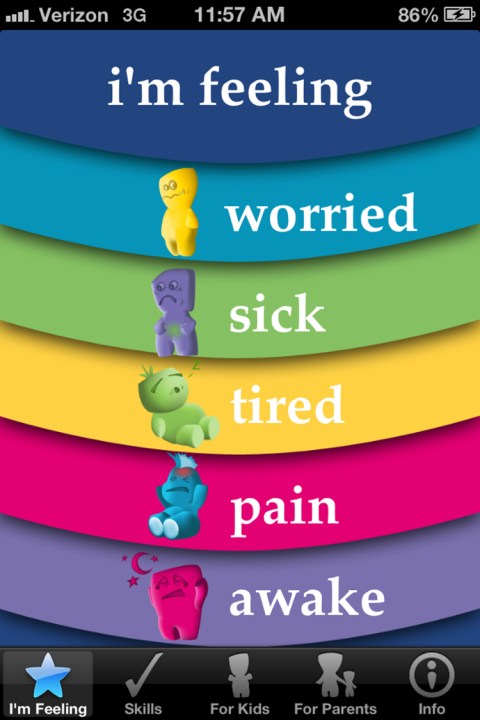 Verizon 3G 11:57 AM 86%
i'm feeling
worried
sick
tired
z
pain
awake
I'm Feeling Skills For Kids For Parents Info